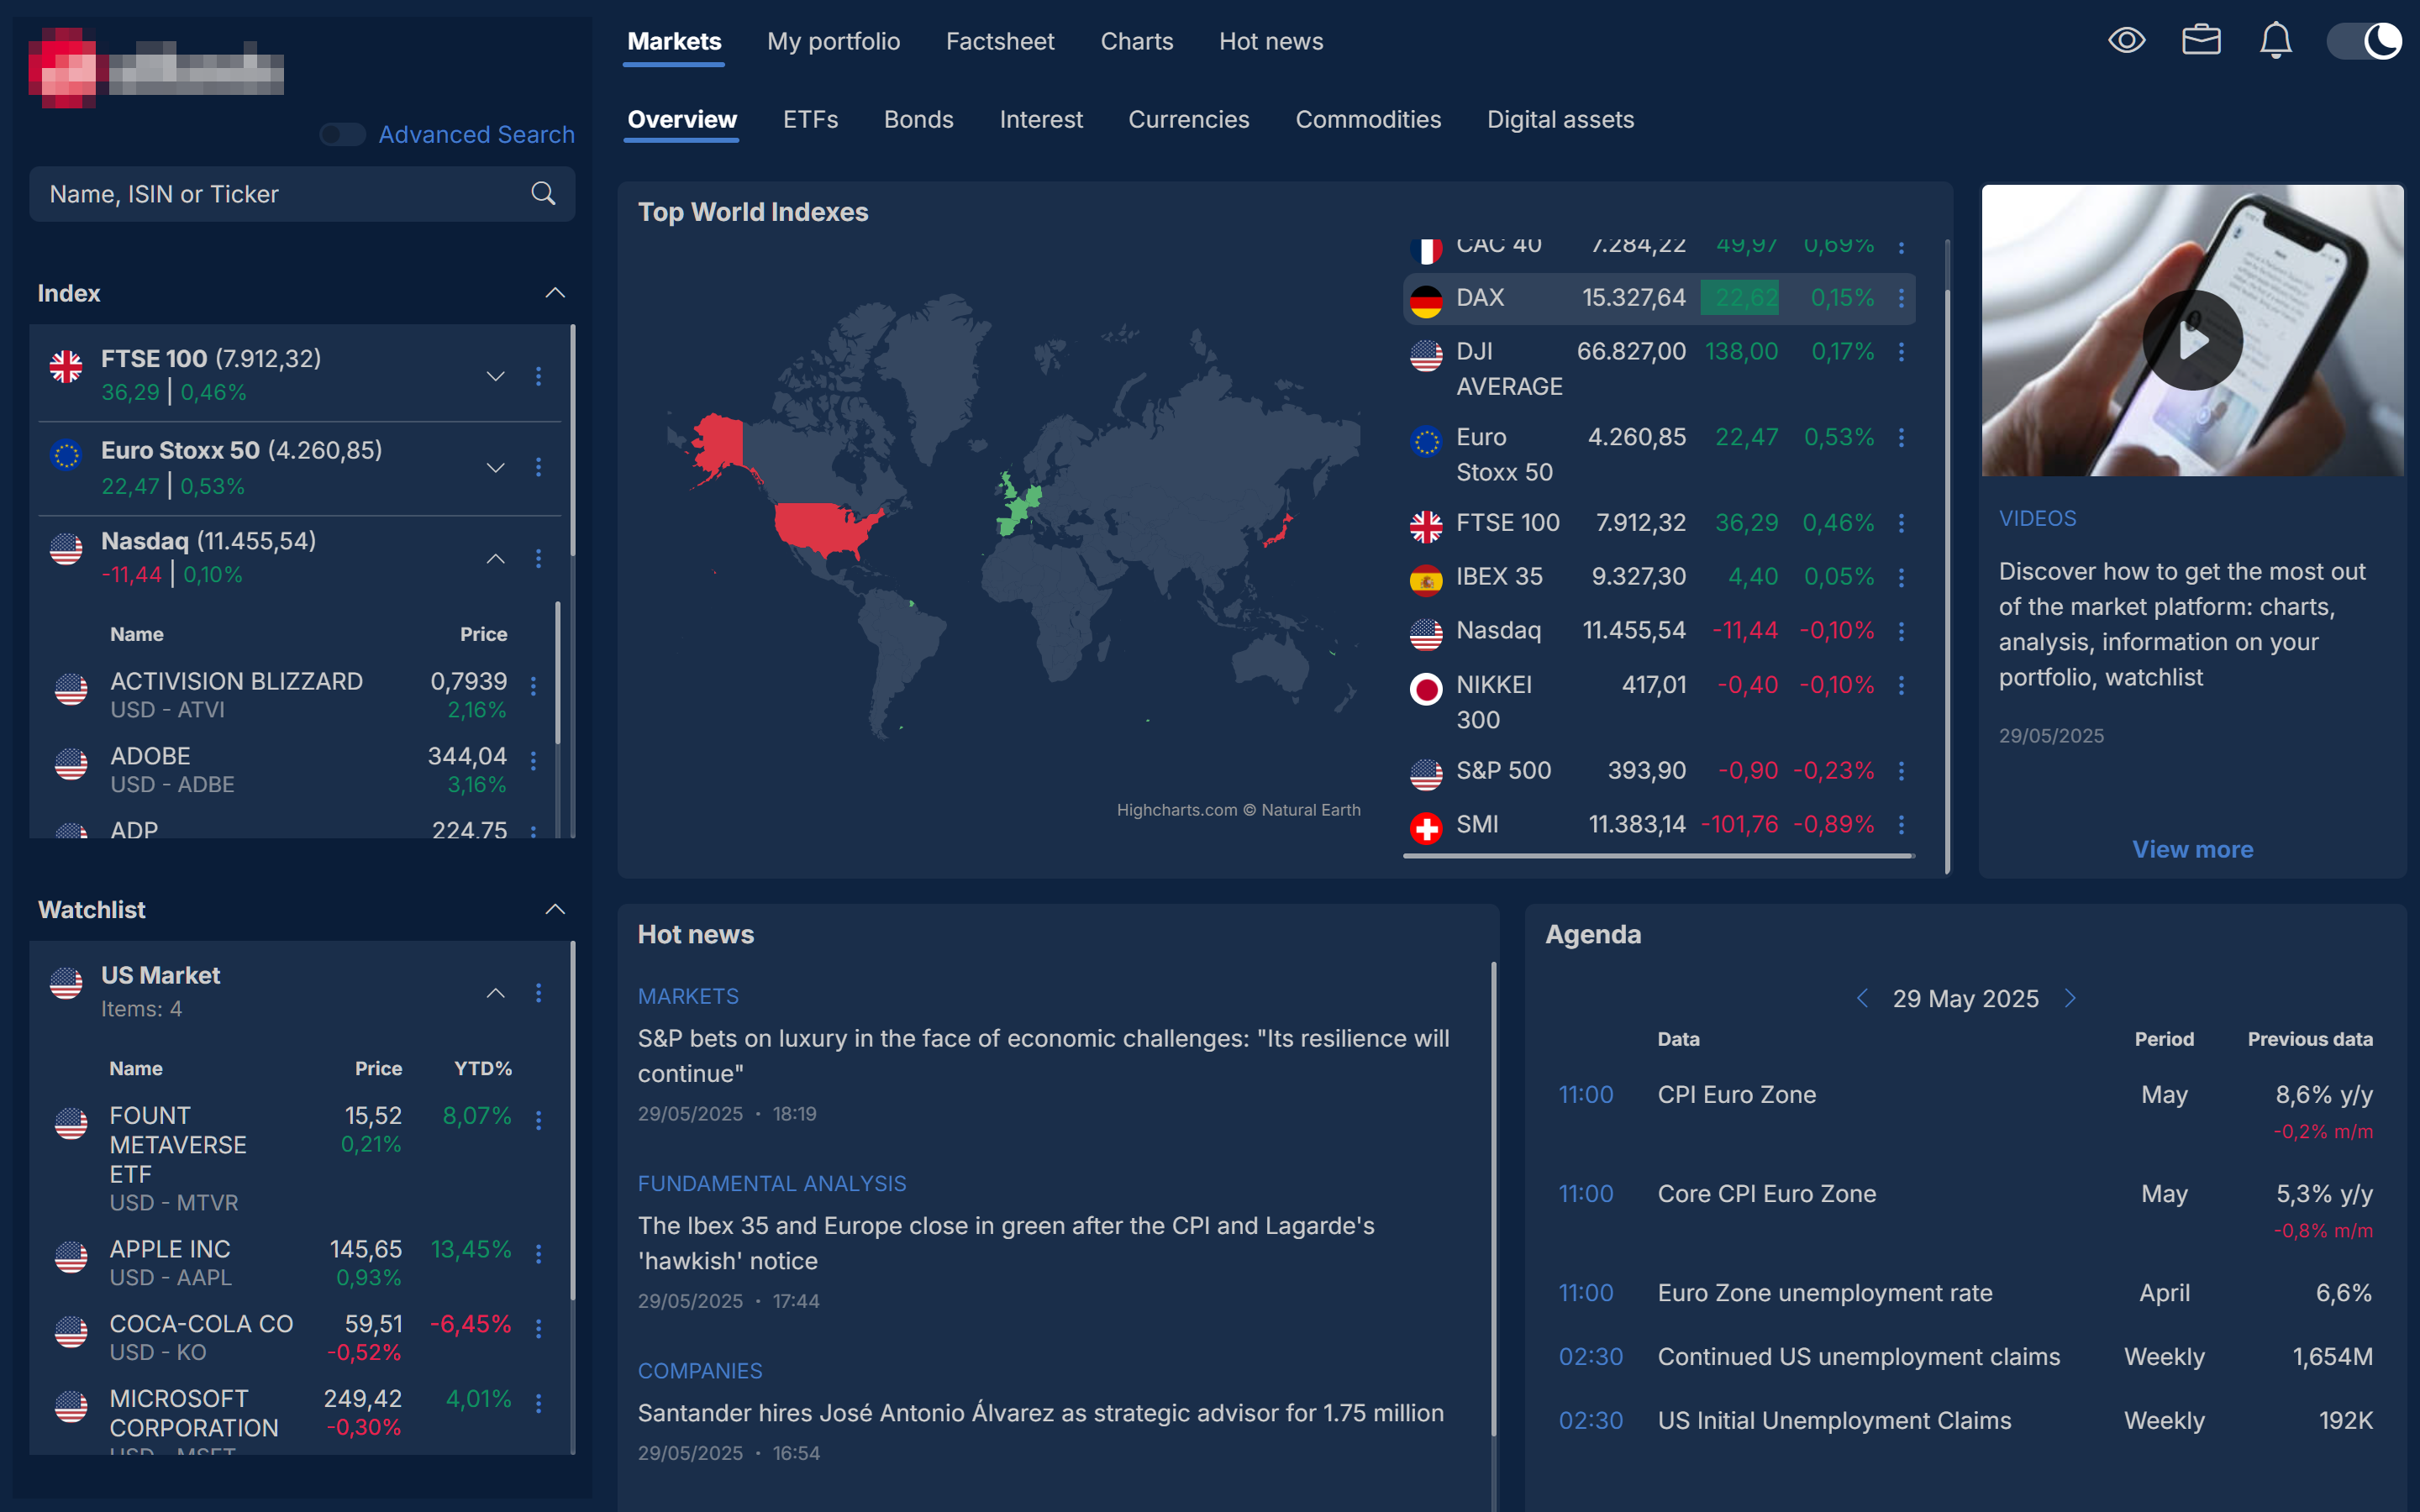 Advanced Search
Name, ISIN or Ticker
Index
FTSE 100 (7.912,32)
36,29 | 0,46%
Euro Stoxx 50 (4.260,85)
22,47 | 0,53%
Nasdaq (11.455,54)
-11,44 | 0,10%
Name Price
ACTIVISION BLIZZARD 0,7939
USD - ATVI 2,16%
ADOBE 344,04
USD - ADBE 3,16%
ADP 224,75
Watchlist
US Market
Items: 4
Name Price YTD%
FOUNT 15,52 8,07%
METAVERSE 0,21%
ETF
USD - MTVR
APPLE INC 145,65 13,45%
USD - AAPL 0,93%
COCA-COLA CO 59,51 -6,45%
USD - KO -0,52%
MICROSOFT 249,42 4,01%
CORPORATION -0,30%
USD - MSFT
Markets My portfolio Factsheet Charts Hot news
Overview ETFs Bonds Interest Currencies Commodities Digital assets
Top World Indexes
CAC 40 7.284,22 49,97 0,69%
DAX 15.327,64 22,62 0,15%
DJI 66.827,00 138,00 0,17%
AVERAGE
Euro 4.260,85 22,47 0,53%
Stoxx 50
FTSE 100 7.912,32 36,29 0,46%
IBEX 35 9.327,30 4,40 0,05%
Nasdaq 11.455,54 -11,44 -0,10%
NIKKEI 417,01 -0,40 -0,10%
300
S&P 500 393,90 -0,90 -0,23%
SMI 11.383,14 -101,76 -0,89%
Highcharts.com © Natural Earth
VIDEOS
Discover how to get the most out
of the market platform: charts,
analysis, information on your
portfolio, watchlist
29/05/2025
View more
Hot news
MARKETS
S&P bets on luxury in the face of economic challenges: "Its resilience will
continue"
29/05/2025 • 18:19
FUNDAMENTAL ANALYSIS
The Ibex 35 and Europe close in green after the CPI and Lagarde's
'hawkish' notice
29/05/2025 • 17:44
COMPANIES
Santander hires José Antonio Álvarez as strategic advisor for 1.75 million
29/05/2025 • 16:54
Agenda
29 May 2025
Data Period Previous data
11:00 CPI Euro Zone May 8,6% y/y
-0,2% m/m
11:00 Core CPI Euro Zone May 5,3% y/y
-0,8% m/m
11:00 Euro Zone unemployment rate April 6,6%
02:30 Continued US unemployment claims Weekly 1,654M
02:30 US Initial Unemployment Claims Weekly 192K